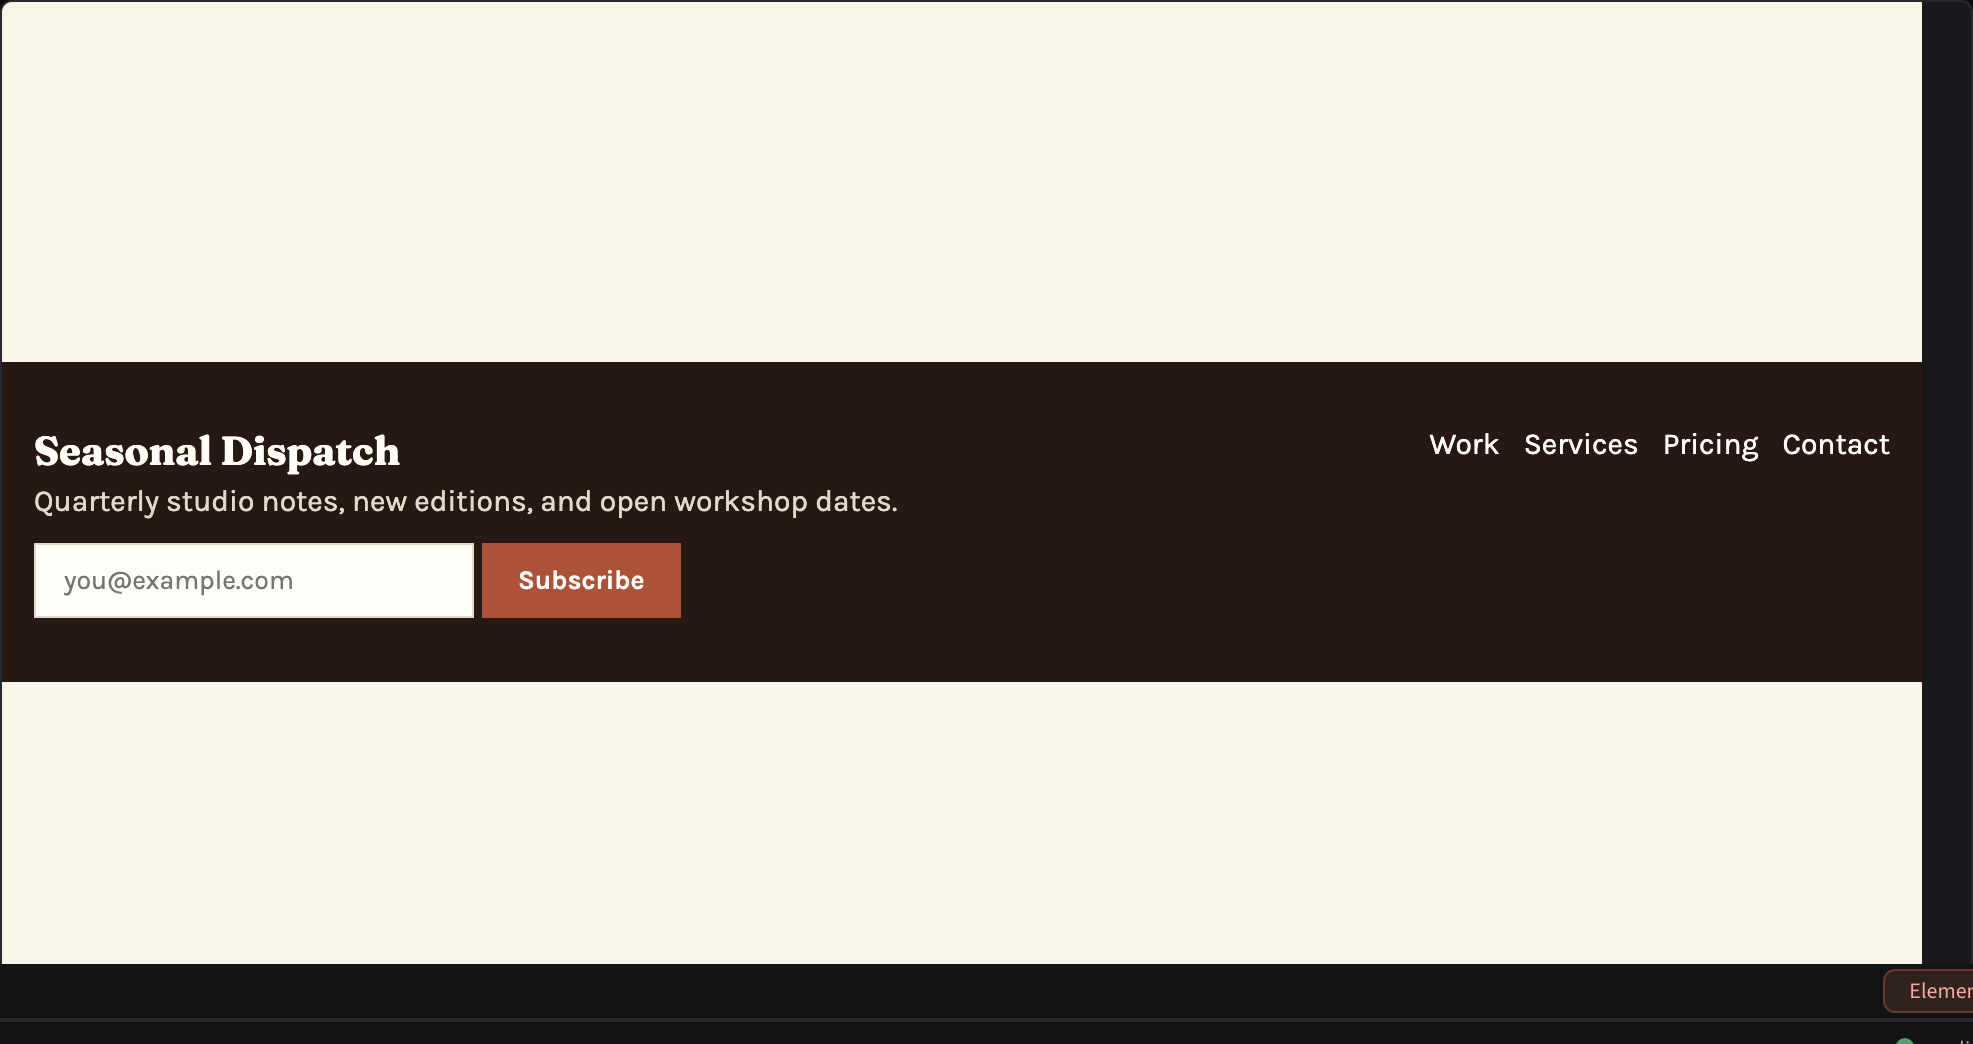 Seasonal Dispatch
Quarterly studio notes, new editions, and open workshop dates.
you@example.com
Subscribe
Work Services Pricing Contact